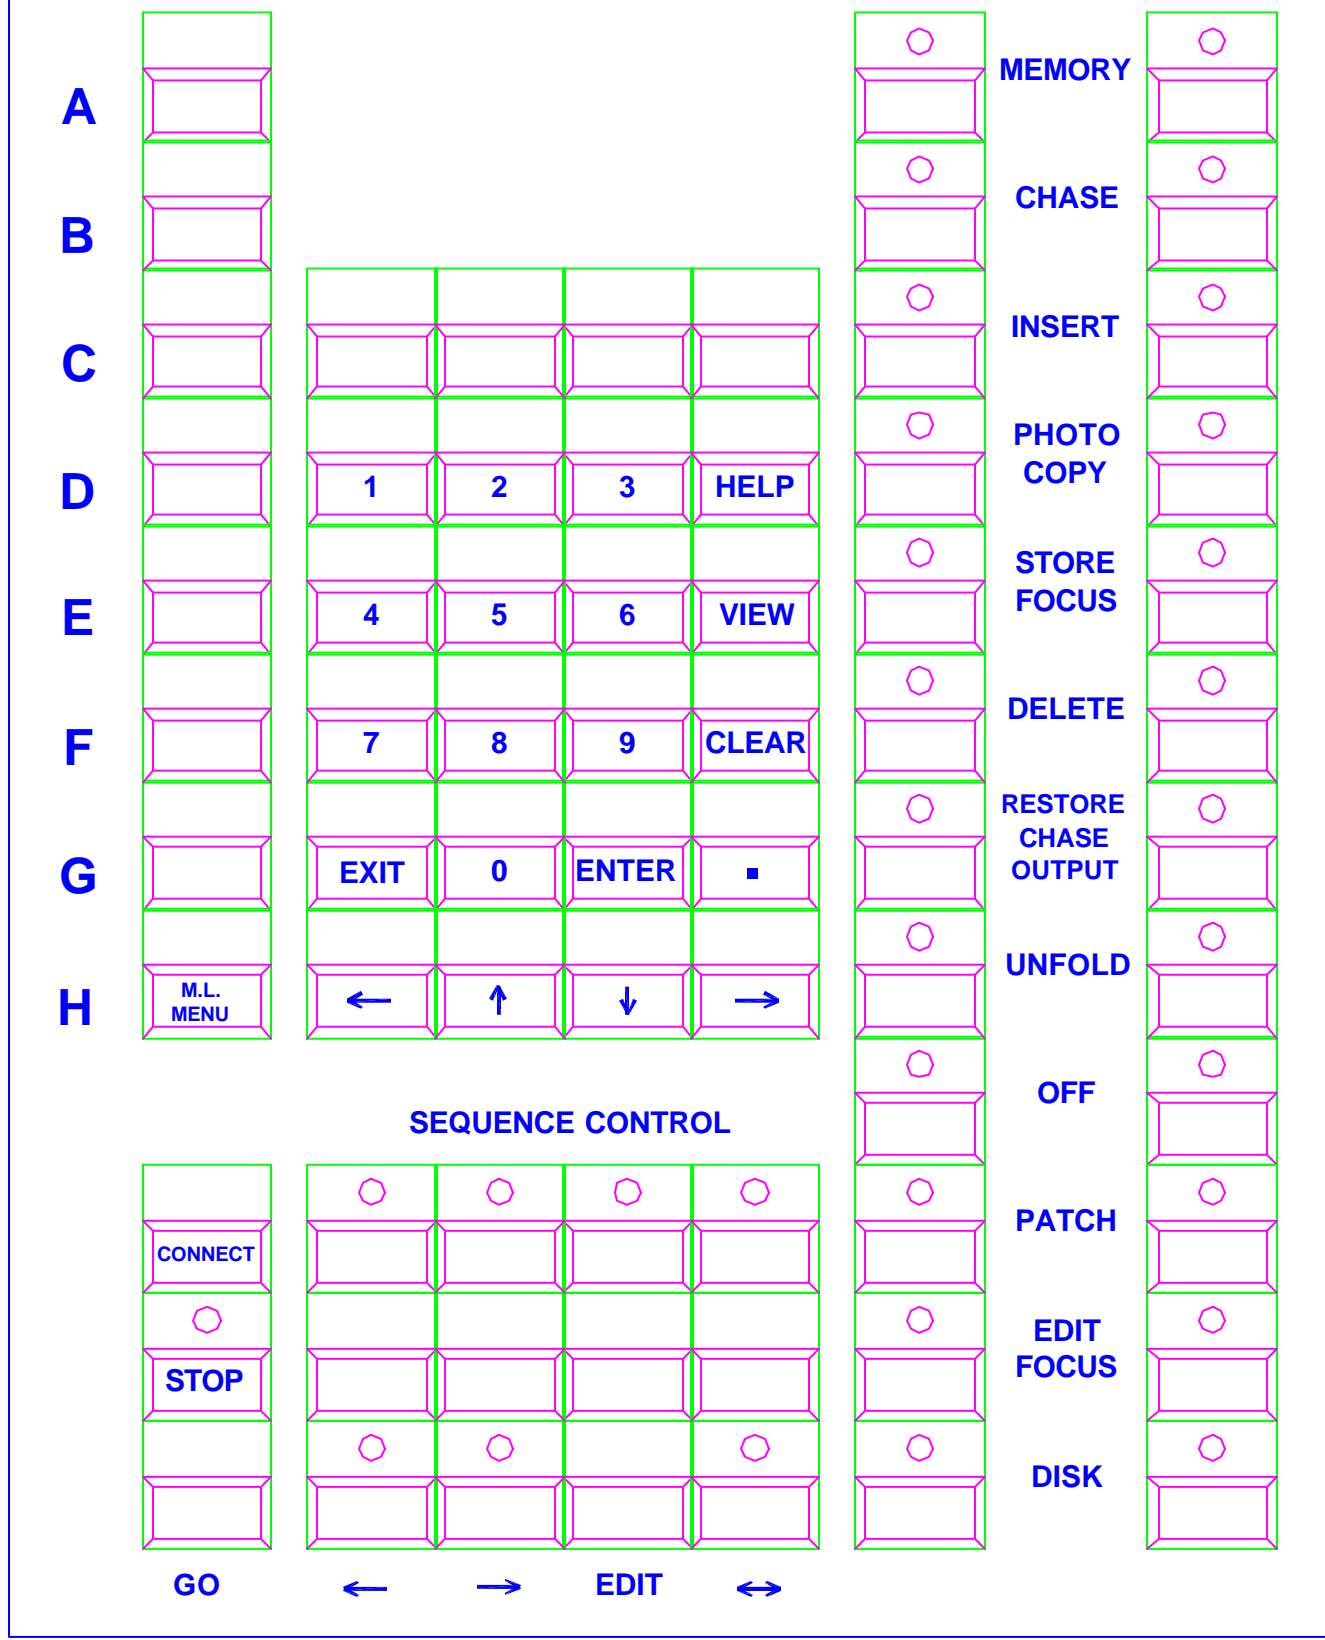 MEMORY
A
CHASE
B
INSERT
C
PHOTO
COPY
D
1 2 3 HELP
STORE
FOCUS
E
4 5 6 VIEW
DELETE
F
7 8 9 CLEAR
RESTORE
CHASE
OUTPUT
G
EXIT 0 ENTER .
UNFOLD
H
M.L.
MENU
← ↑ ↓ →
OFF
SEQUENCE CONTROL
PATCH
CONNECT
EDIT
FOCUS
STOP
DISK
GO ← → EDIT ↔